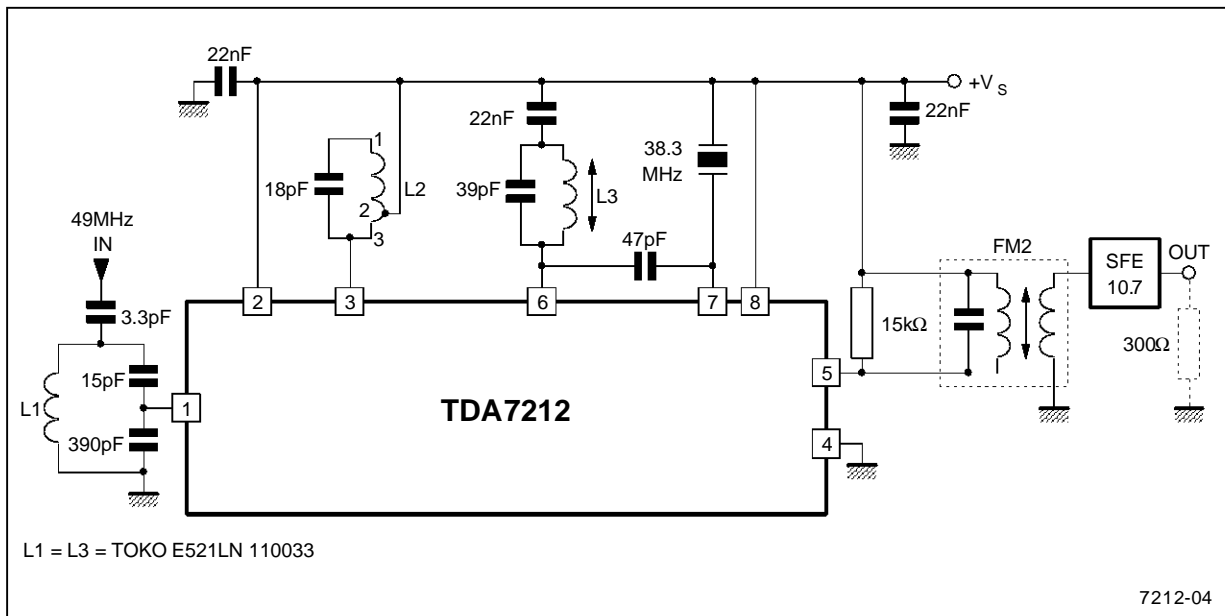 22nF
+VS
22nF
22nF
1
18pF
L2
2
3
39pF
L3
38.3
MHz
47pF
49MHz
IN
3.3pF
FM2
SFE
10.7
OUT
2
3
6
7
8
15kΩ
300Ω
L1
15pF
390pF
1
5
4
TDA7212
L1 = L3 = TOKO E521LN 110033
7212-04